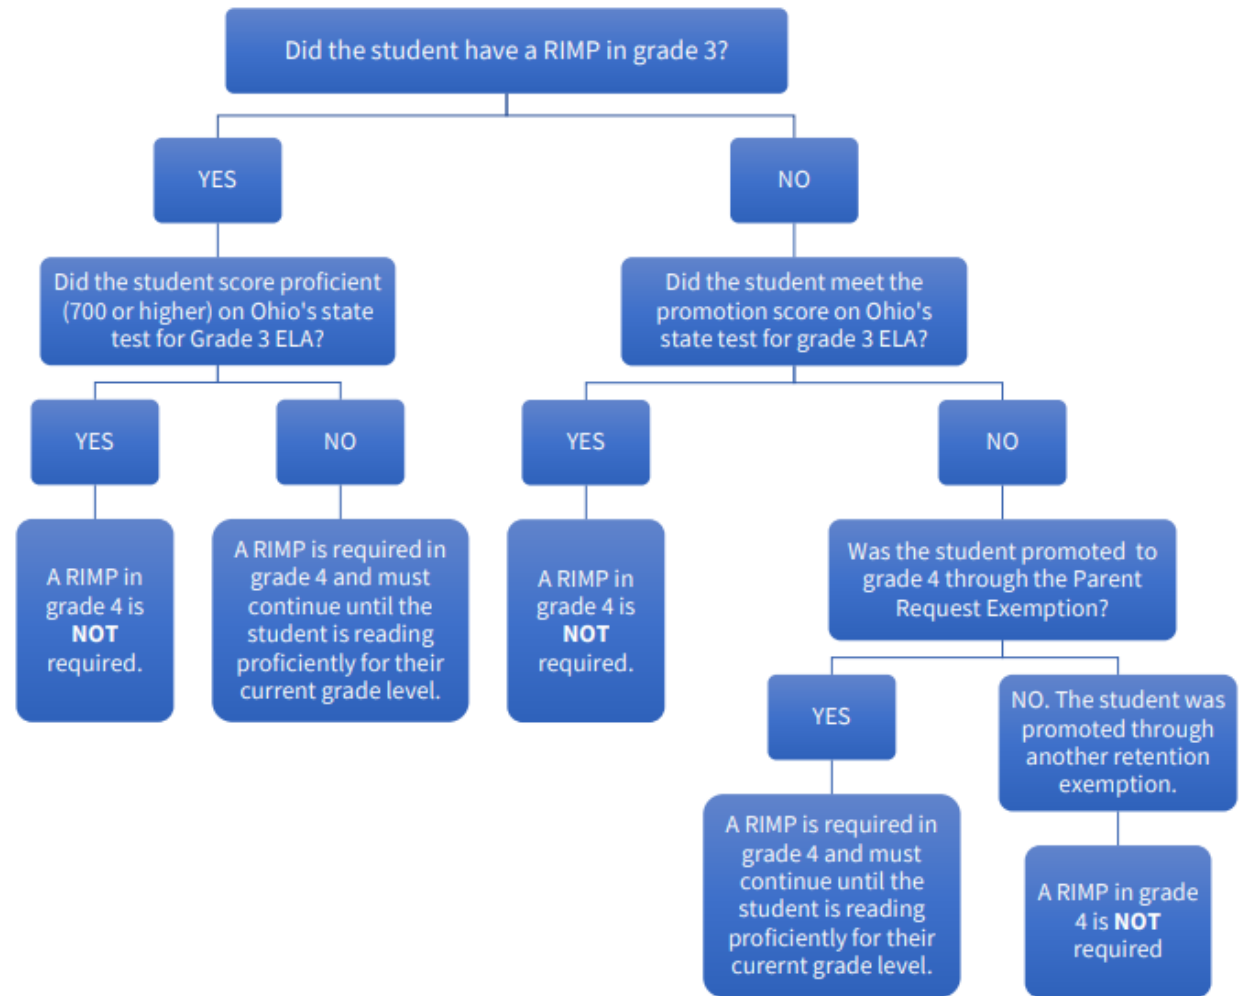 Did the student have a RIMP in grade 3?
YES
NO
Did the student score proficient
(700 or higher) on Ohio's state
test for Grade 3 ELA?
Did the student meet the
promotion score on Ohio's
state test for grade 3 ELA?
YES
NO
YES
NO
A RIMP in
grade 4 is
NOT
required.
A RIMP is required in
grade 4 and must
continue until the
student is reading
proficiently for their
current grade level.
A RIMP in
grade 4 is
NOT
required.
Was the student promoted to
grade 4 through the Parent
Request Exemption?
YES
NO. The student was
promoted through
another retention
exemption.
A RIMP is required in
grade 4 and must
continue until the
student is reading
proficiently for their
curernt grade level.
A RIMP in grade
4 is NOT
required